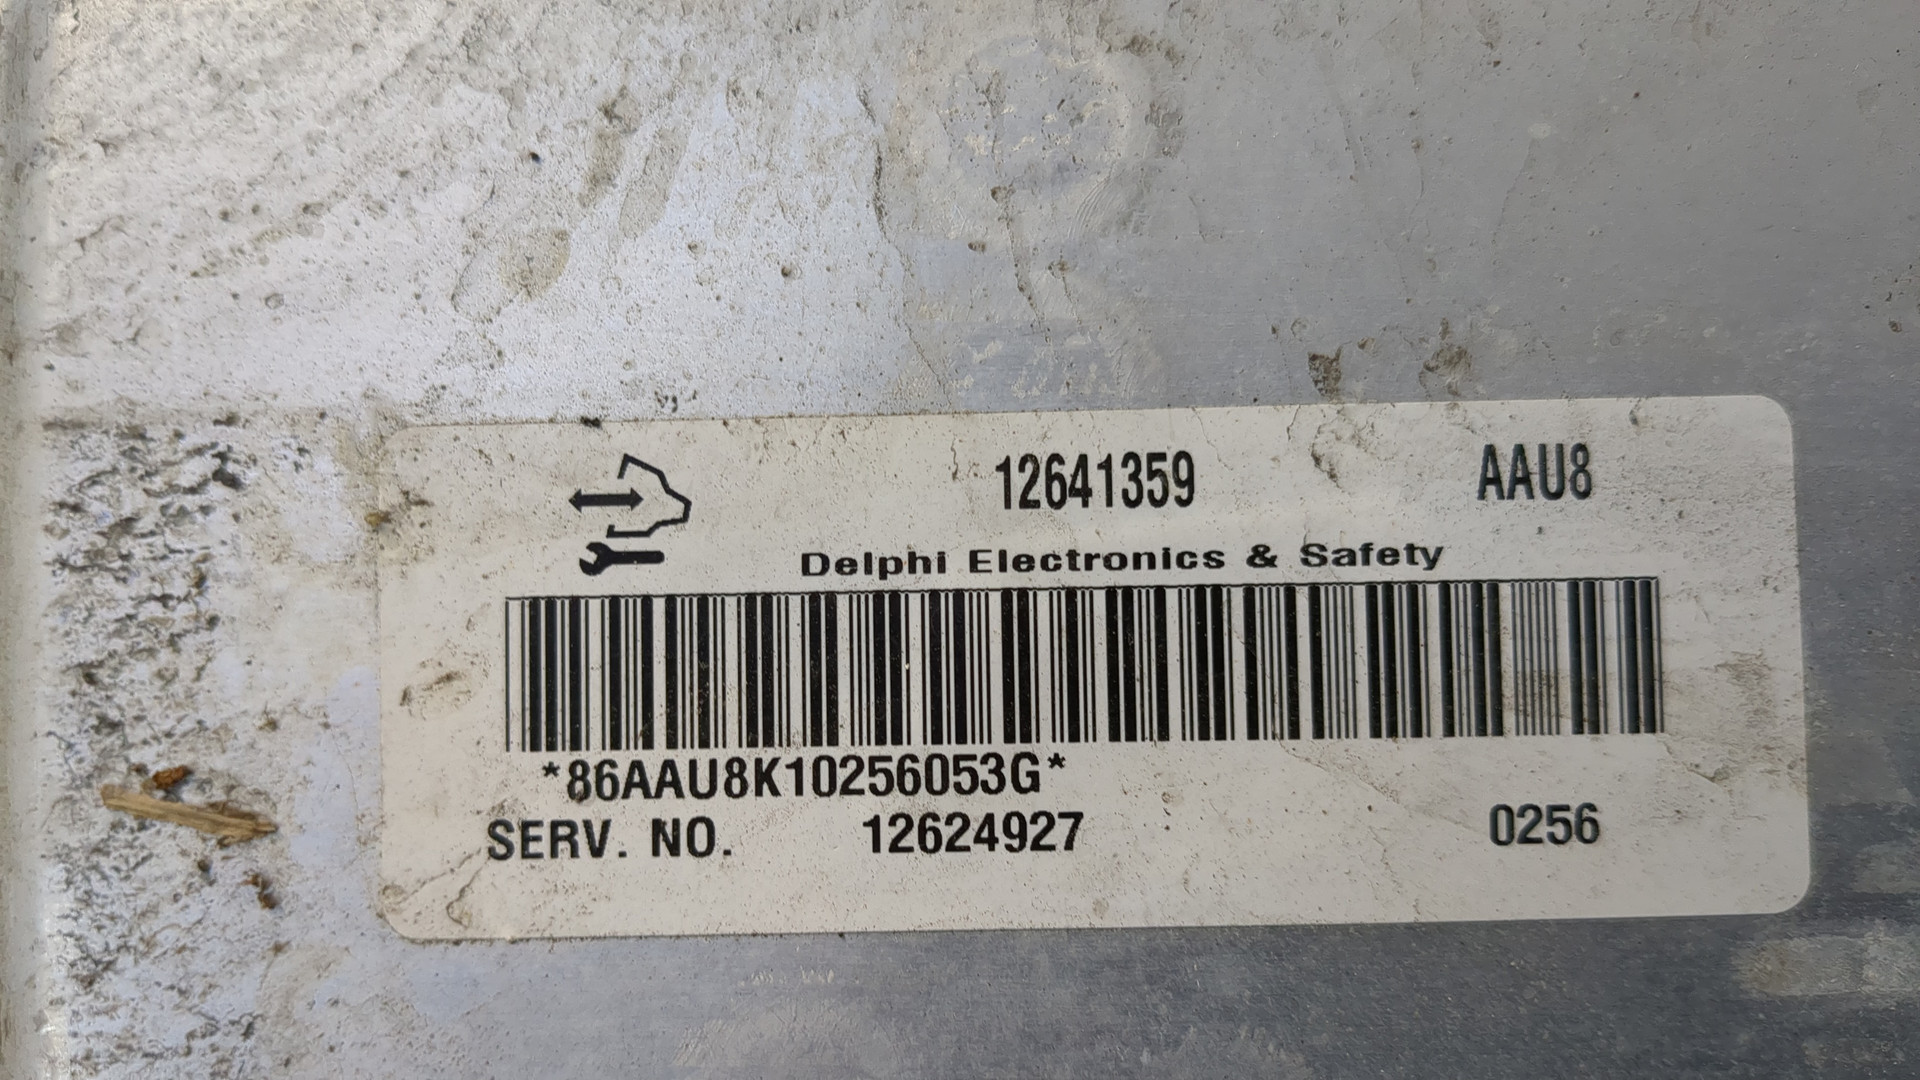 12641359 AAU8
Delphi Electronics & Safety
*86AAU8K10256053G*
SERV. NO. 12624927 0256